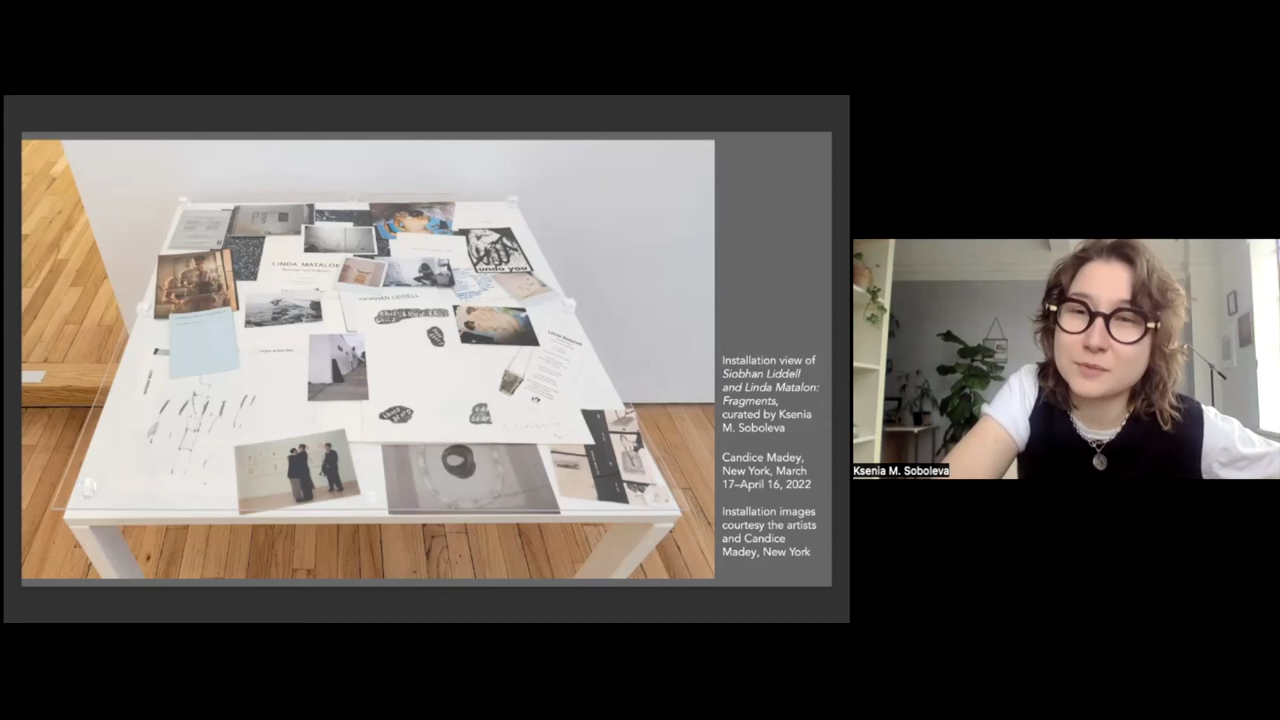 LINDA MATALON
SIOBHAN LIDDELL
undo you
Linda Matalon
Installation view of
Siobhan Liddell
and Linda Matalon:
Fragments,
curated by Ksenia
M. Soboleva
Candice Madey,
New York, March
17–April 16, 2022
Installation images
courtesy the artists
and Candice
Madey, New York
Ksenia M. Soboleva